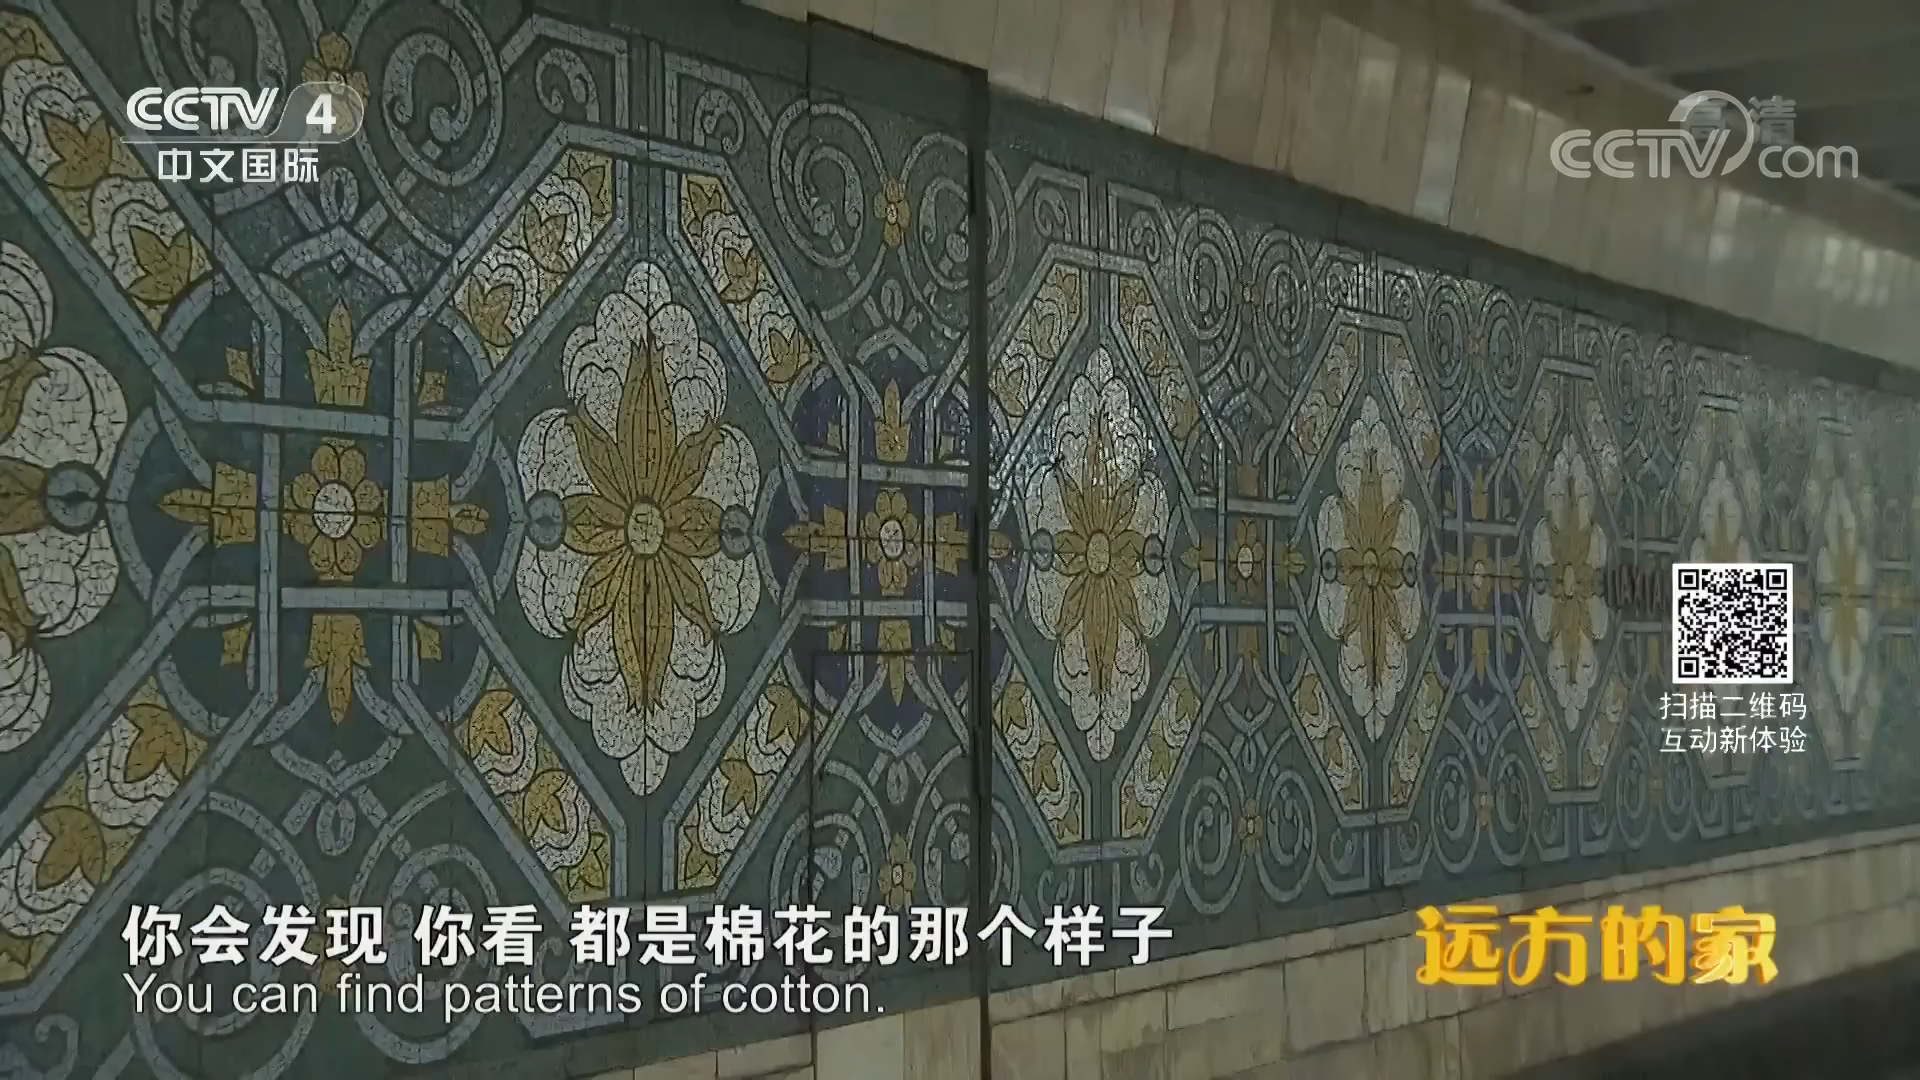 CCTV 4
中文国际
高清
CCTV com
扫描二维码
互动新体验
你会发现 你看 都是棉花的那个样子
You can find patterns of cotton.
远方的家